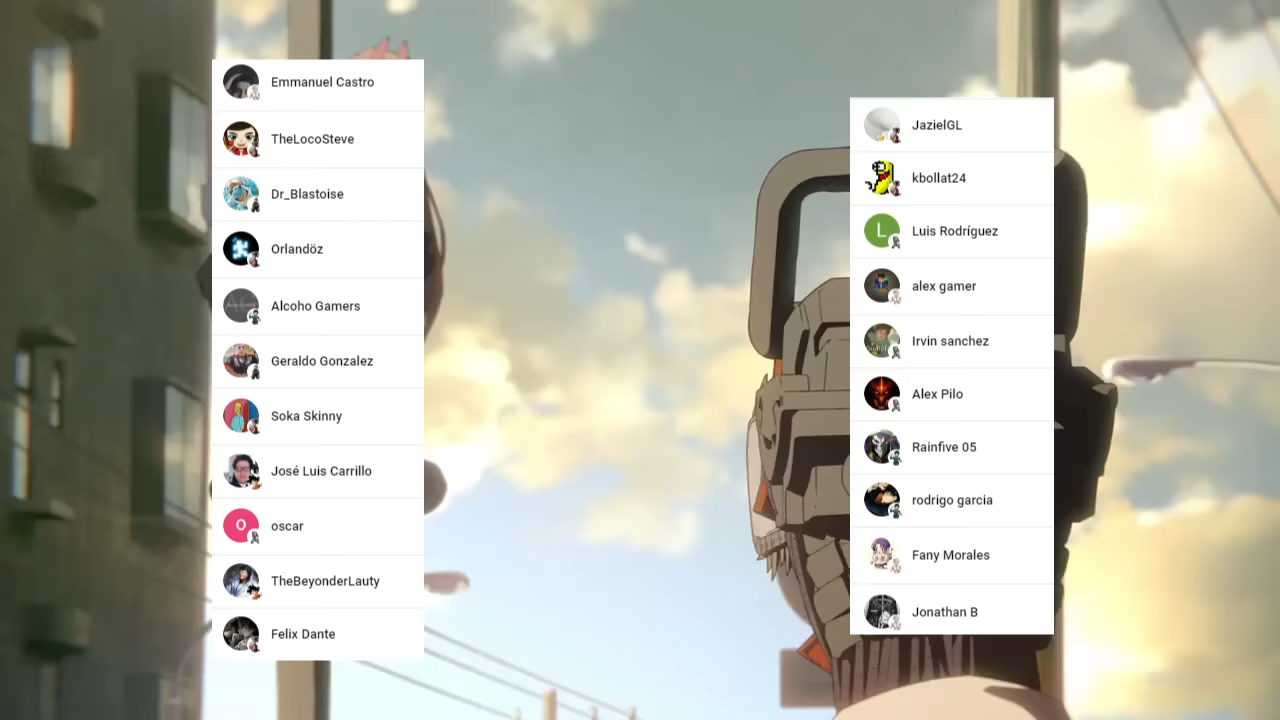 Emmanuel Castro
TheLocoSteve
Dr_Blastoise
Orlandöz
Alcoho Gamers
Geraldo Gonzalez
Soka Skinny
José Luis Carrillo
O
oscar
TheBeyonderLauty
Felix Dante
JazielGL
kbollat24
L
Luis Rodríguez
alex gamer
Irvin sanchez
Alex Pilo
Rainfive 05
rodrigo garcia
Fany Morales
Jonathan B